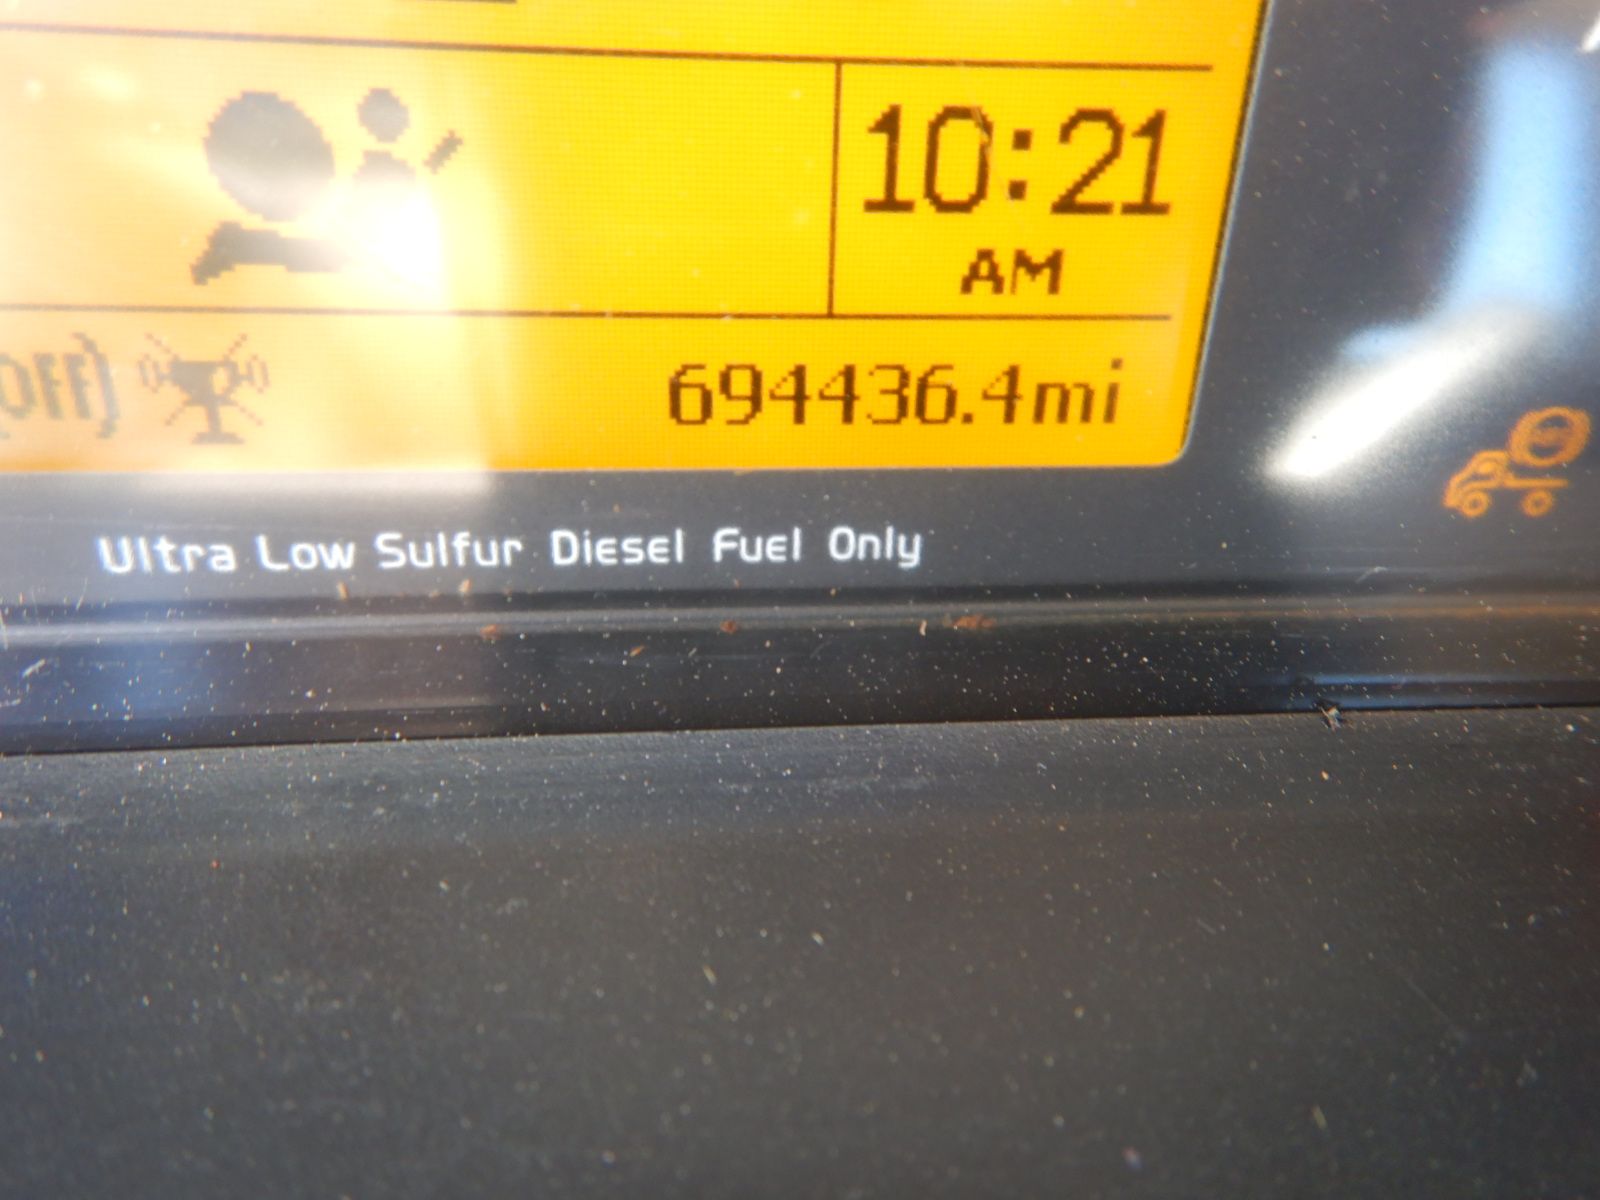 10:21
AM
(OFF)
694436.4mi
Ultra Low Sulfur Diesel Fuel Only